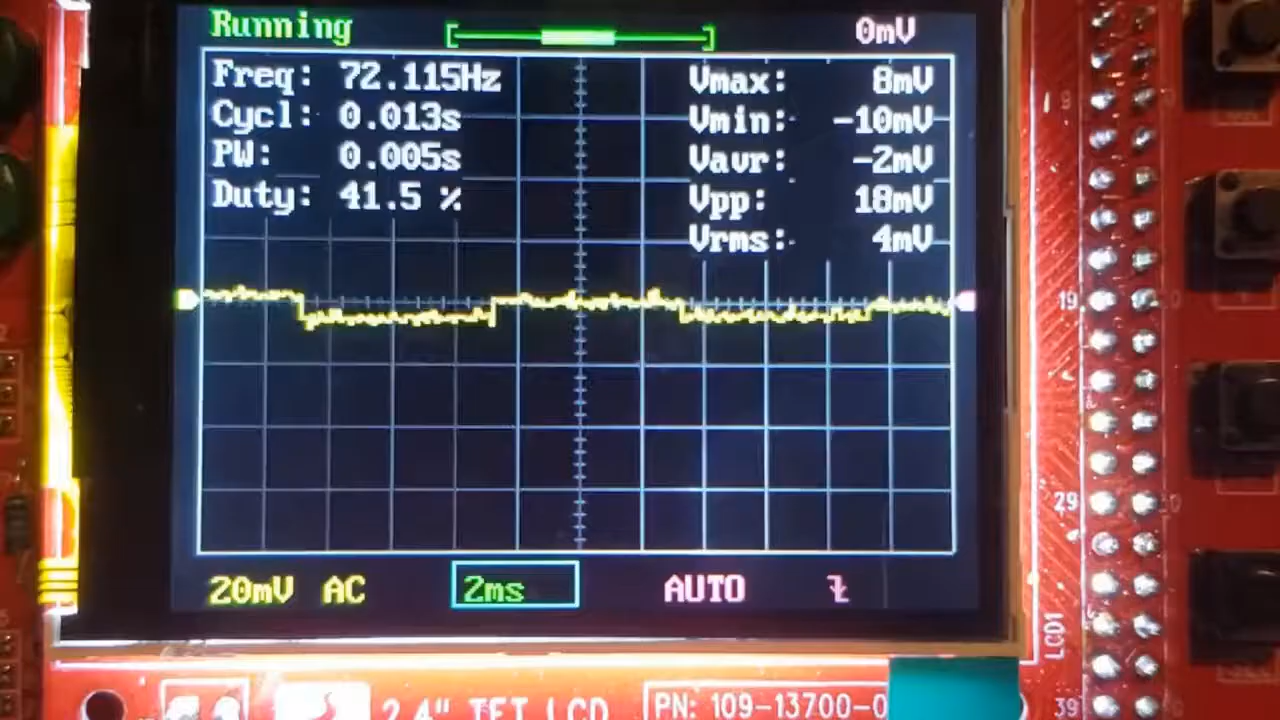 Running 0mV
Freq: 72.115Hz Vmax: 8mV
Cycl: 0.013s Vmin: -10mV
PW: 0.005s Vavr: -2mV
Duty: 41.5 % Vpp: 18mV
Vrms: 4mV
19
29
20mV AC 2ms AUTO
LCD1
2.4" TFT LCD PN: 109-13700-0
39